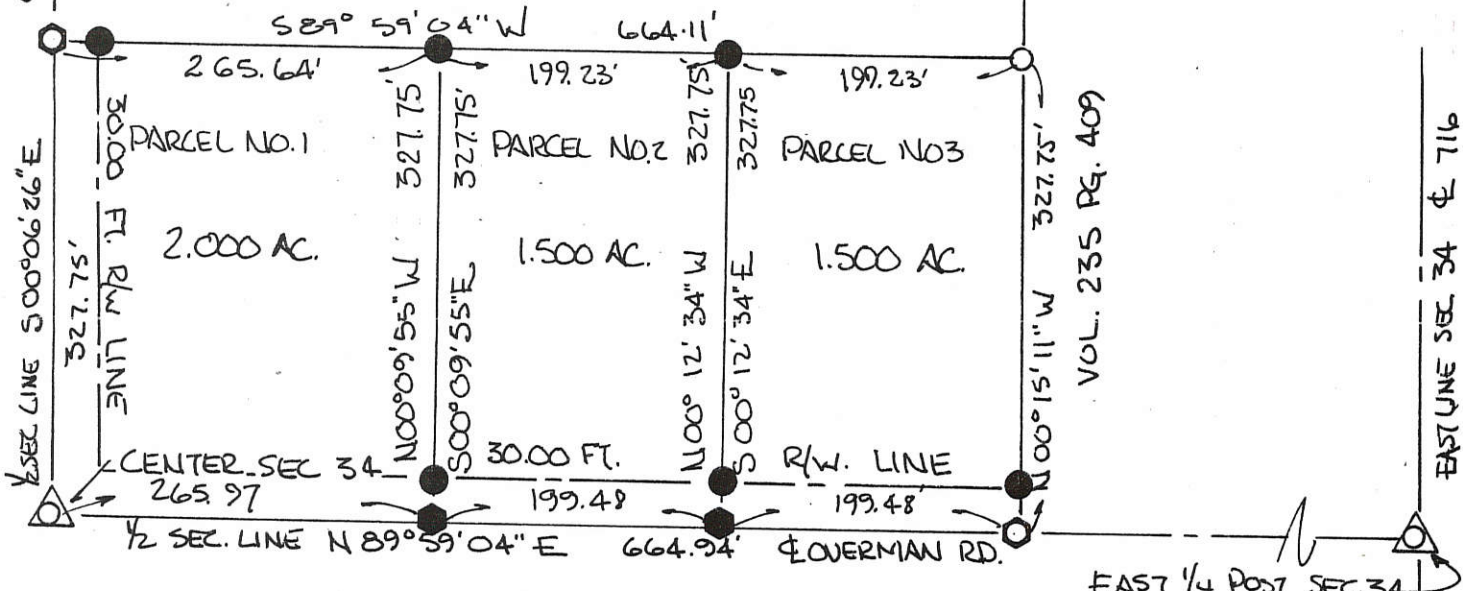 S89° 59' 04" W 664.11'
265.64' 199.23' 199.23'
½SEC LINE S00°06'26"E
327.75'
30.00 FT. R/W LINE
PARCEL NO.1
2.000 AC.
N00°09'55"W 327.75'
S00°09'55"E 327.75'
PARCEL NO.2
1.500 AC.
N00° 12' 34" W 327.75'
S 00° 12' 34" E 327.75
PARCEL NO3
1.500 AC.
N00°15'11" W 327.75'
VOL. 235 PG. 409
EAST LINE SEC 34 ℄ 716
CENTER SEC 34
30.00 FT. R/W. LINE
265.97 199.48 199.48'
½ SEC. LINE N 89°59'04" E 664.94' ℄ OVERMAN RD.
EAST ¼ POST SEC 34